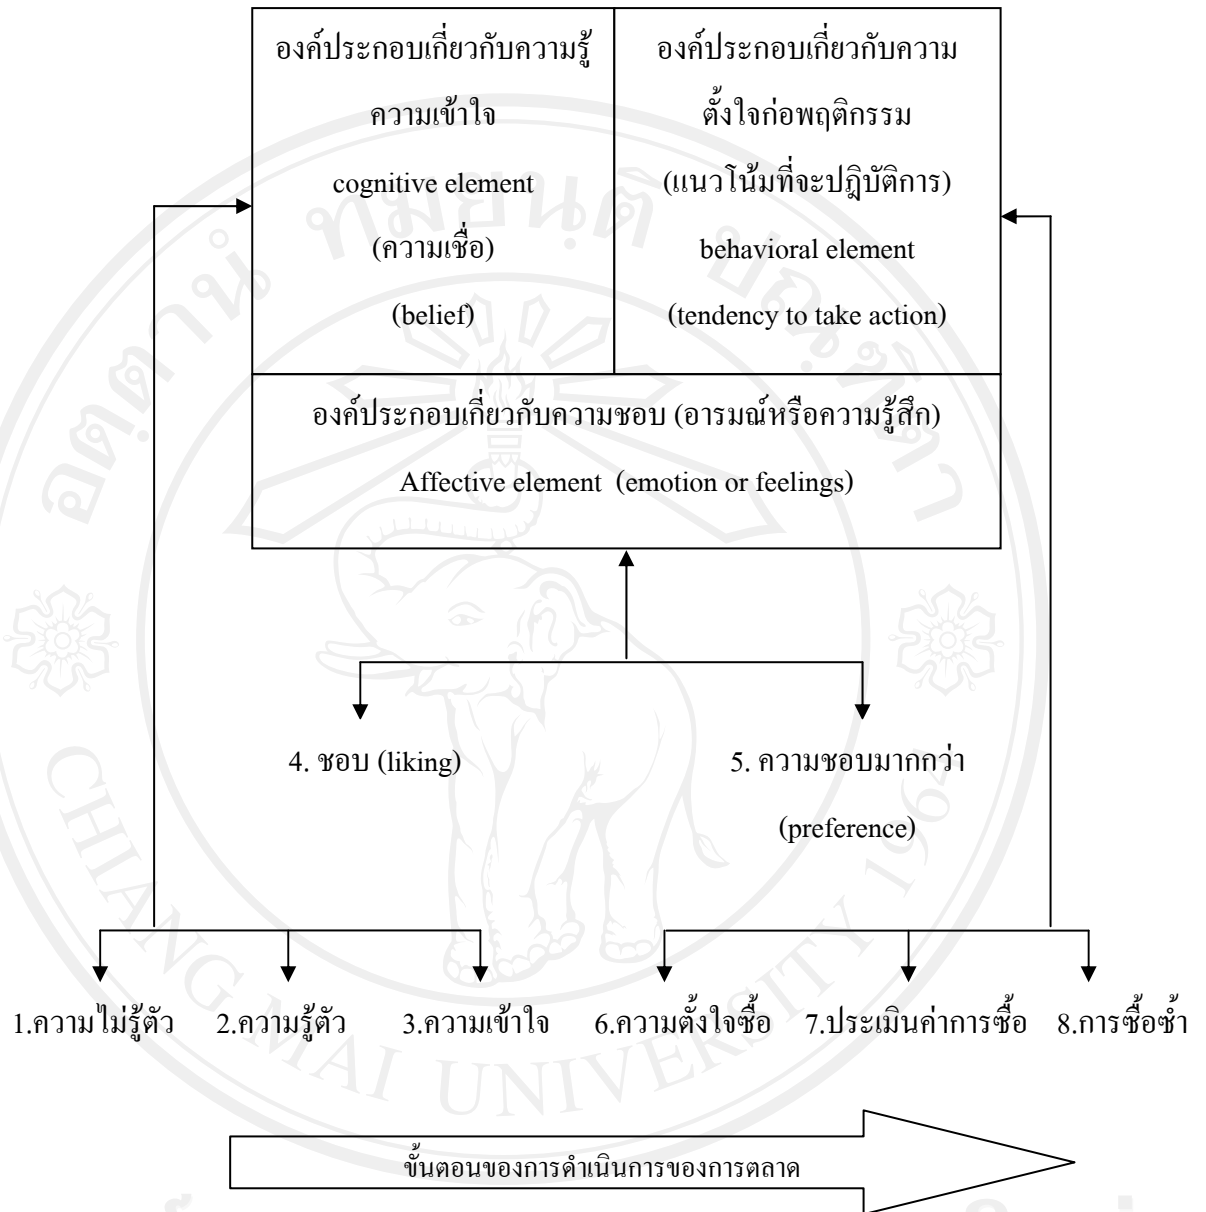 องค์ประกอบเกี่ยวกับความรู้
ความเข้าใจ
cognitive element
(ความเชื่อ)
(belief)
องค์ประกอบเกี่ยวกับความ
ตั้งใจก่อพฤติกรรม
(แนวโน้มที่จะปฎิบัติการ)
behavioral element
(tendency to take action)
องค์ประกอบเกี่ยวกับความชอบ (อารมณ์หรือความรู้สึก)
Affective element (emotion or feelings)
4. ชอบ (liking)
5. ความชอบมากกว่า
(preference)
1.ความไม่รู้ตัว 2.ความรู้ตัว 3.ความเข้าใจ 6.ความตั้งใจซื้อ 7.ประเมินค่าการซื้อ 8.การซื้อซ้ำ
ขั้นตอนของการดำเนินการของการตลาด
CHIANG MAI UNIVERSITY 1964